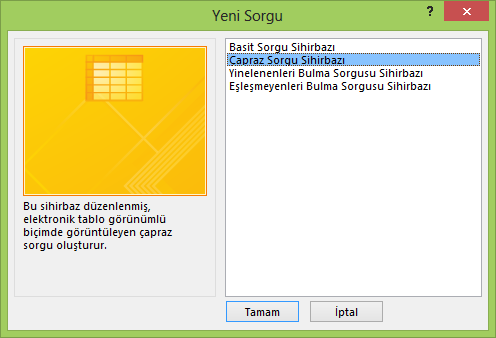 Yeni Sorgu
?
Basit Sorgu Sihirbazı
Çapraz Sorgu Sihirbazı
Yinelenenleri Bulma Sorgusu Sihirbazı
Eşleşmeyenleri Bulma Sorgusu Sihirbazı
Bu sihirbaz düzenlenmiş,
elektronik tablo görünümlü
biçimde görüntüleyen çapraz
sorgu oluşturur.
Tamam
İptal